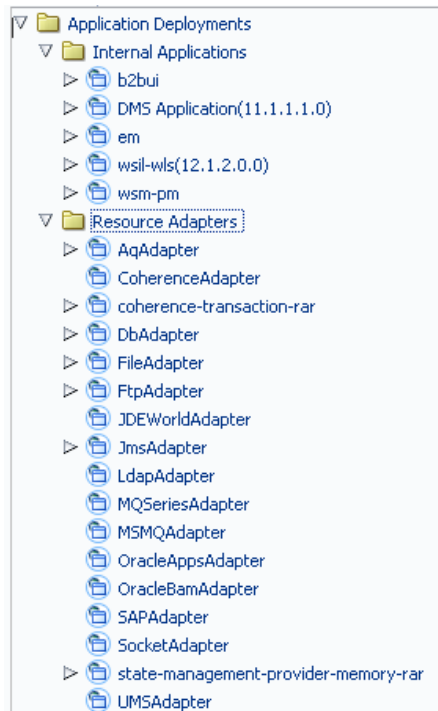 Application Deployments
Internal Applications
b2bui
DMS Application(11.1.1.1.0)
em
wsil-wls(12.1.2.0.0)
wsm-pm
Resource Adapters
AqAdapter
CoherenceAdapter
coherence-transaction-rar
DbAdapter
FileAdapter
FtpAdapter
JDEWorldAdapter
JmsAdapter
LdapAdapter
MQSeriesAdapter
MSMQAdapter
OracleAppsAdapter
OracleBamAdapter
SAPAdapter
SocketAdapter
state-management-provider-memory-rar
UMSAdapter